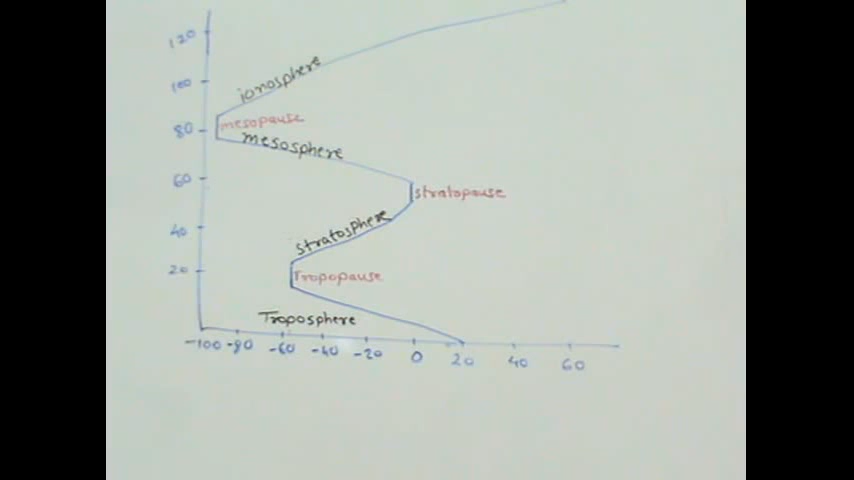 120
ionosphere
100
mesopause
80
mesosphere
60
stratopause
stratosphere
40
Tropopause
20
Troposphere
-100 -80 -60 -40 -20 0 20 40 60